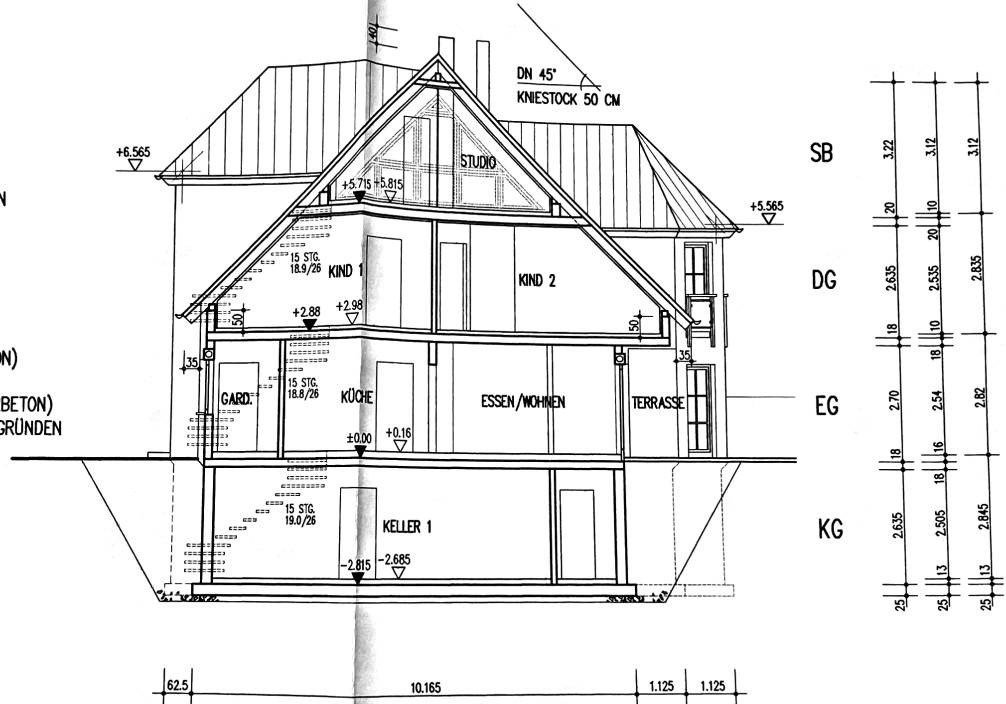 40
DN 45°
KNIESTOCK 50 CM
+6.565
STUDIO
SB
3.22
3.12
3.12
N
+5.715
+5.815
+5.565
20
10
20
15 STG.
18.9/26
KIND 1
KIND 2
DG
2.635
2.535
2.835
+2.88
+2.98
50
50
18
10
18
ON)
35
35
BETON)
GRÜNDEN
GARD.
15 STG.
18.8/26
KÜCHE
ESSEN/WOHNEN
TERRASSE
EG
2.70
2.54
2.82
±0.00
+0.16
18
16
18
15 STG.
19.0/26
KELLER 1
KG
2.635
2.505
2.845
-2.815
-2.685
13
13
25
25
25
62.5
10.165
1.125
1.125